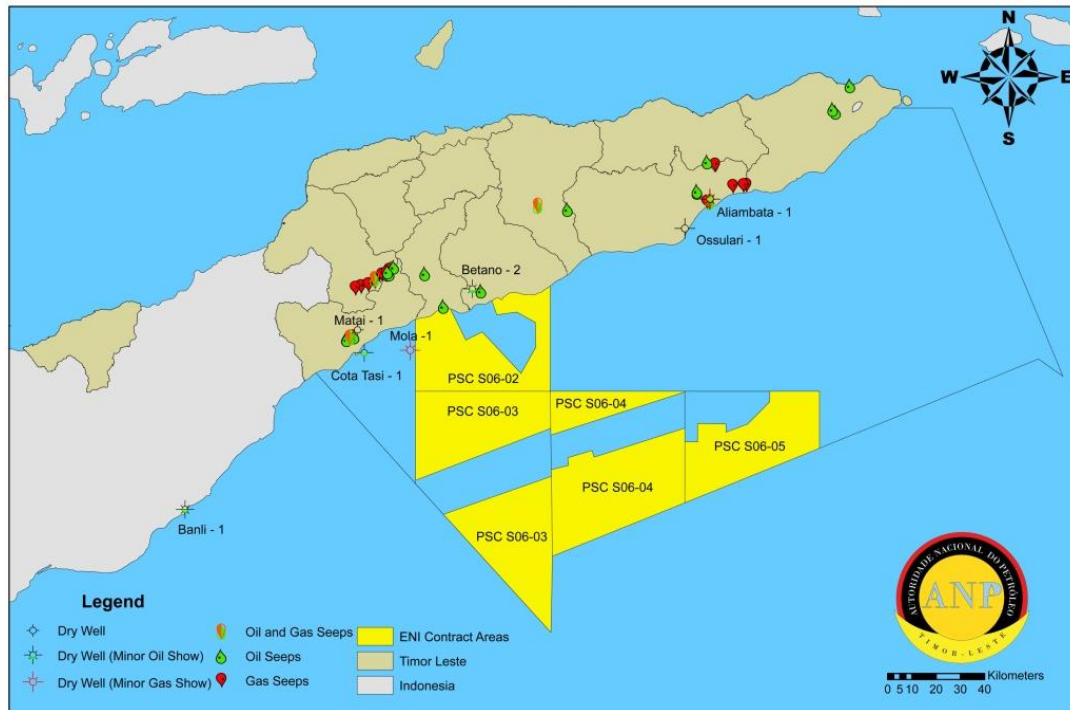 N
W E
S
Aliambata - 1
Ossulari - 1
Betano - 2
Matai - 1
Mola -1
Cota Tasi - 1
PSC S06-02
PSC S06-03
PSC S06-04
PSC S06-05
PSC S06-04
PSC S06-03
Banli - 1
Legend
Dry Well
Dry Well (Minor Oil Show)
Dry Well (Minor Gas Show)
Oil and Gas Seeps
Oil Seeps
Gas Seeps
ENI Contract Areas
Timor Leste
Indonesia
AUTORIDADE NACIONAL DO PETRÓLEO
ANP
TIMOR-LESTE
Kilometers
0 5 10 20 30 40